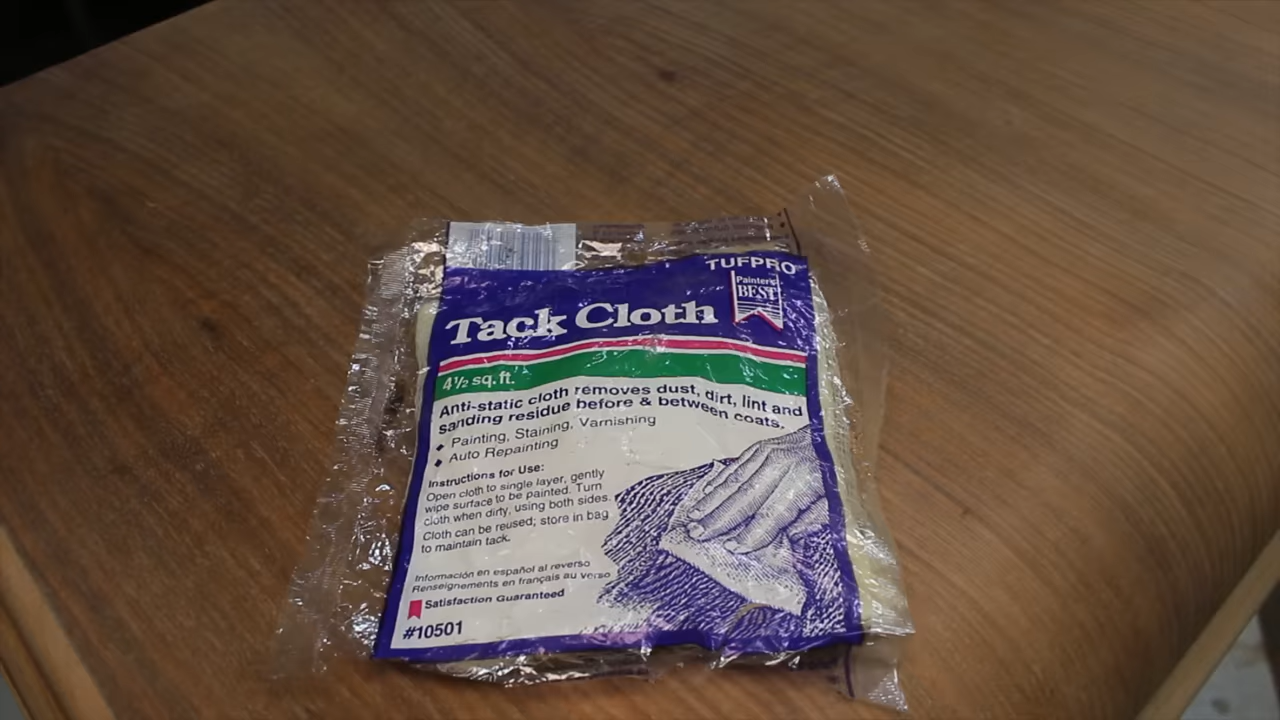 TUFPRO
Painter's
BEST
Tack Cloth
4½ sq. ft.
Anti-static cloth removes dust, dirt, lint and
sanding residue before & between coats.
Painting, Staining, Varnishing
Auto Repainting
Instructions for Use:
Open cloth to single layer, gently
wipe surface to be painted. Turn
cloth when dirty, using both sides.
Cloth can be reused; store in bag
to maintain tack.
Información en español al reverso
Renseignements en français au verso
Satisfaction Guaranteed
#10501